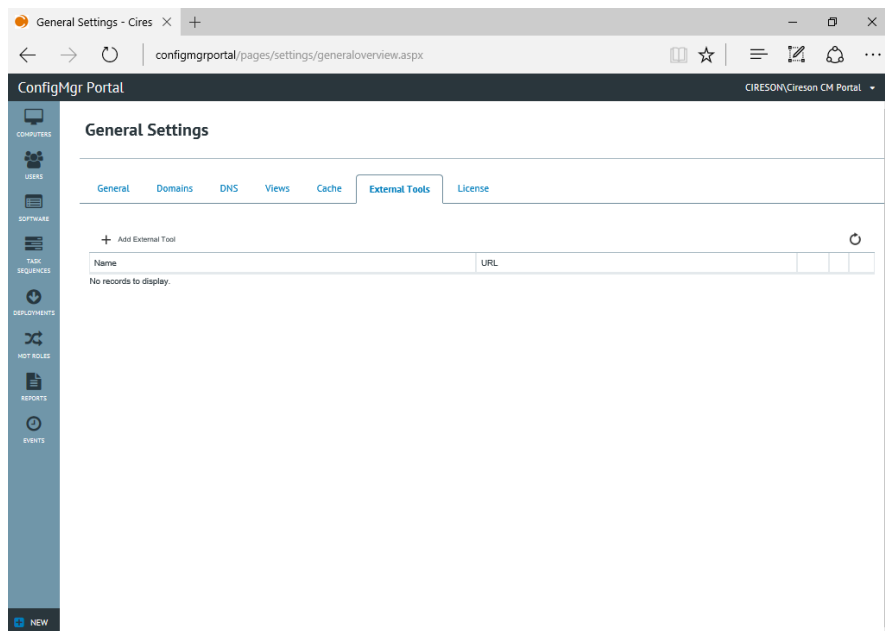 General Settings - Cires
configmgrportal/pages/settings/generaloverview.aspx
ConfigMgr Portal
CIRESON\Cireson CM Portal
COMPUTERS
USERS
SOFTWARE
TASK
SEQUENCES
DEPLOYMENTS
MDT ROLES
REPORTS
EVENTS
NEW
General Settings
General Domains DNS Views Cache External Tools License
Add External Tool
Name URL
No records to display.